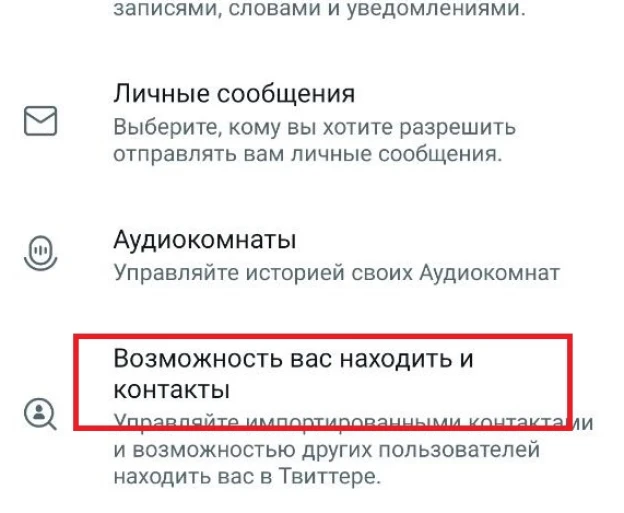 записями, словами и уведомлениями.
Личные сообщения
Выберите, кому вы хотите разрешить
отправлять вам личные сообщения.
Аудиокомнаты
Управляйте историей своих Аудиокомнат
Возможность вас находить и
контакты
Управляйте импортированными контактами
и возможностью других пользователей
находить вас в Твиттере.